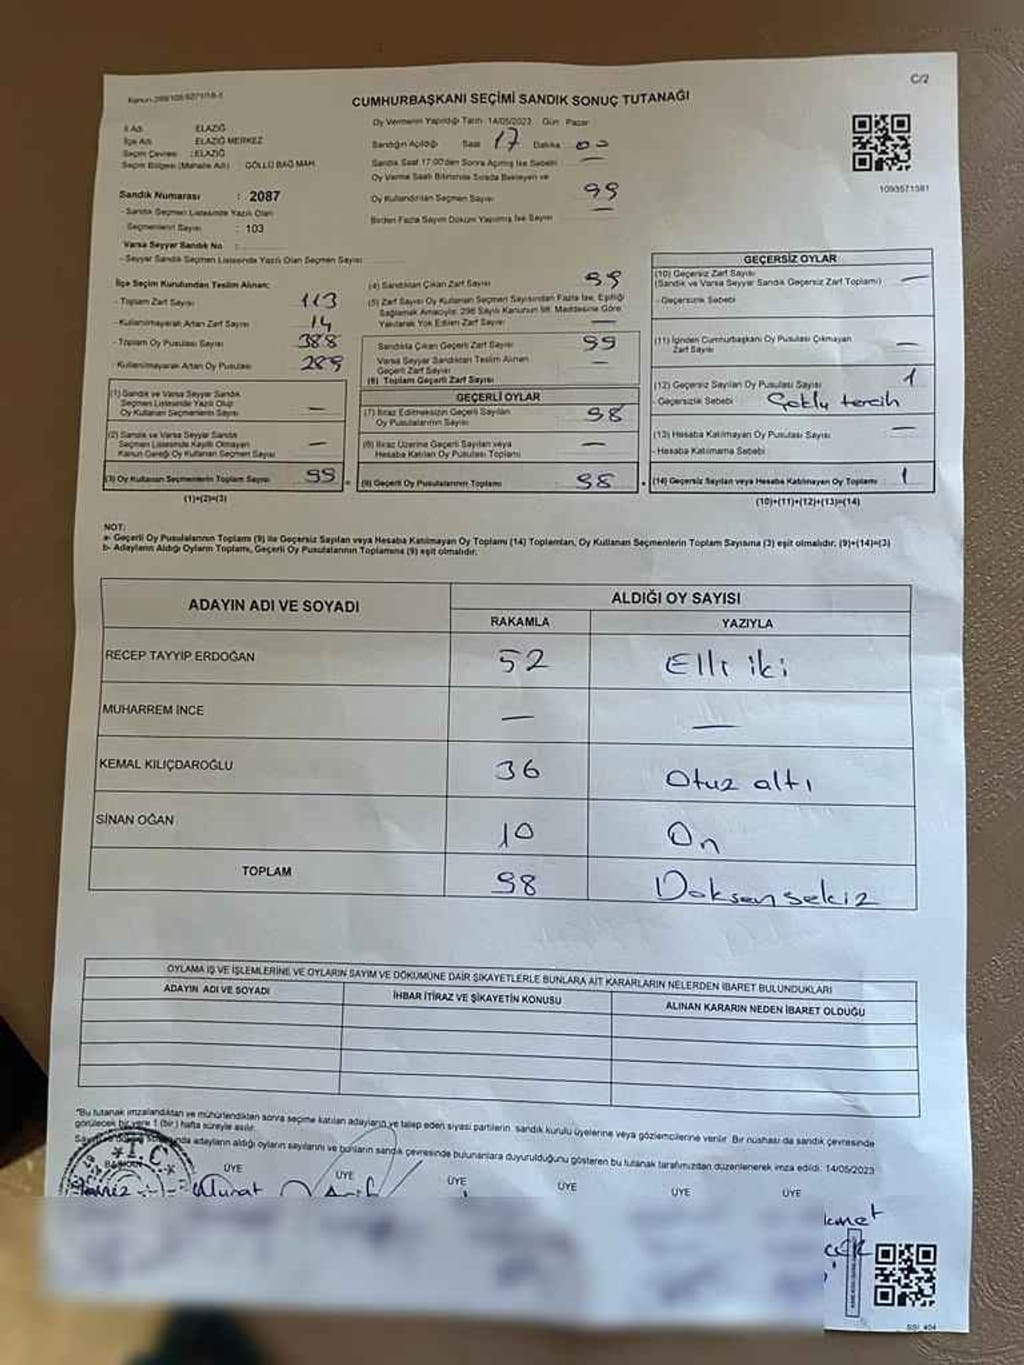 C/2
Kanun:298/105,6271/18-3
CUMHURBAŞKANI SEÇİMİ SANDIK SONUÇ TUTANAĞI
İl Adı : ELAZIĞ
İlçe Adı : ELAZIĞ MERKEZ
Seçim Çevresi : ELAZIĞ
Seçim Bölgesi (Mahalle Adı) : GÖLLÜ BAĞ MAH.
Sandık Numarası : 2087
- Sandık Seçmen Listesinde Yazılı Olan
Seçmenlerin Sayısı : 103
Varsa Seyyar Sandık No :
- Seyyar Sandık Seçmen Listesinde Yazılı Olan Seçmen Sayısı :
Oy Vermenin Yapıldığı Tarih :14/05/2023 Gün : Pazar
Sandığın Açıldığı Saat 17 Dakika 00
Sandık Saat 17:00'den Sonra Açılmış İse Sebebi : —
Oy Verme Saati Bitiminde Sırada Bekleyen ve
Oy Kullandırılan Seçmen Sayısı 99
Birden Fazla Sayım Döküm Yapılmış İse Sayısı —
1093571581
İlçe Seçim Kurulundan Teslim Alınan:
- Toplam Zarf Sayısı 113
- Kullanılmayarak Artan Zarf Sayısı 14
- Toplam Oy Pusulası Sayısı 388
- Kullanılmayarak Artan Oy Pusulası 289
(1) Sandık ve Varsa Seyyar Sandık
Seçmen Listesinde Yazılı Olup
Oy Kullanan Seçmenlerin Sayısı —
(2) Sandık ve Varsa Seyyar Sandık
Seçmen Listesinde Kayıtlı Olmayan
Kanun Gereği Oy Kullanan Seçmen Sayısı —
(3) Oy Kullanan Seçmenlerin Toplam Sayısı 99
(1)+(2)=(3)
(4) Sandıktan Çıkan Zarf Sayısı 99
(5) Zarf Sayısı Oy Kullanan Seçmen Sayısından Fazla İse, Eşitliği
Sağlamak Amacıyla; 298 Sayılı Kanunun 98. Maddesine Göre
Yakılarak Yok Edilen Zarf Sayısı —
Sandıkta Çıkan Geçerli Zarf Sayısı 99
Varsa Seyyar Sandıktan Teslim Alınan
Geçerli Zarf Sayısı —
(6) Toplam Geçerli Zarf Sayısı
GEÇERLİ OYLAR
(7) İtiraz Edilmeksizin Geçerli Sayılan
Oy Pusulalarının Sayısı 98
(8) İtiraz Üzerine Geçerli Sayılan veya
Hesaba Katılan Oy Pusulası Toplamı —
(9) Geçerli Oy Pusulalarının Toplamı 98
GEÇERSİZ OYLAR
(10) Geçersiz Zarf Sayısı
(Sandık ve Varsa Seyyar Sandık Geçersiz Zarf Toplamı) —
- Geçersizlik Sebebi
(11) İçinden Cumhurbaşkanı Oy Pusulası Çıkmayan
Zarf Sayısı —
(12) Geçersiz Sayılan Oy Pusulası Sayısı 1
- Geçersizlik Sebebi Çoklu tercih
(13) Hesaba Katılmayan Oy Pusulası Sayısı —
- Hesaba Katılmama Sebebi
(14) Geçersiz Sayılan veya Hesaba Katılmayan Oy Toplamı 1
(10)+(11)+(12)+(13)=(14)
NOT:
a- Geçerli Oy Pusulalarının Toplamı (9) ile Geçersiz Sayılan veya Hesaba Katılmayan Oy Toplamı (14) Toplamları, Oy Kullanan Seçmenlerin Toplam Sayısına (3) eşit olmalıdır. (9)+(14)=(3)
b- Adayların Aldığı Oyların Toplamı, Geçerli Oy Pusulalarının Toplamına (9) eşit olmalıdır.
ADAYIN ADI VE SOYADI
ALDIĞI OY SAYISI
RAKAMLA YAZIYLA
RECEP TAYYİP ERDOĞAN 52 Elli iki
MUHARREM İNCE — —
KEMAL KILIÇDAROĞLU 36 Otuz altı
SİNAN OĞAN 10 On
TOPLAM 98 Doksan sekiz
OYLAMA İŞ VE İŞLEMLERİNE VE OYLARIN SAYIM VE DÖKÜMÜNE DAİR ŞİKAYETLERLE BUNLARA AİT KARARLARIN NELERDEN İBARET BULUNDUKLARI
ADAYIN ADI VE SOYADI İHBAR İTİRAZ VE ŞİKAYETİN KONUSU ALINAN KARARIN NEDEN İBARET OLDUĞU
"Bu tutanak imzalandıktan ve mühürlendikten sonra seçime katılan adayların ve talep eden siyasi partilerin, sandık kurulu üyelerine veya gözlemcilerine verilir. Bir nüshası da sandık çevresinde
görülecek bir yere 1 (bir) hafta süreyle asılır.
adayların aldığı oyların sayılarını ve bunların sandık çevresinde bulunanlara duyurulduğunu gösteren bu tutanak tarafımızdan düzenlenerek imza edildi. 14/05/2023
T.C.
BAŞKAN ÜYE ÜYE ÜYE ÜYE ÜYE ÜYE
Murat Arif